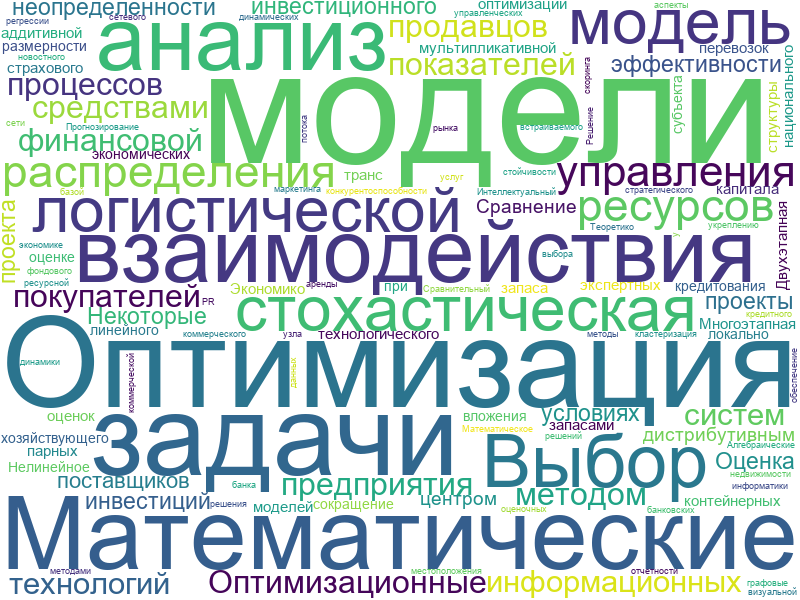 неопределенности
сетевого
динамических
инвестиционного
оптимизации
управленческих
аспекты
регрессии
аддитивной
размерности
новостного
страхового
анализ
продавцов
мультипликативной
показателей
модель
перевозок
эффективности
национального
процессов
средствами
финансовой
Прогнозирование
экономических
сети
потока
модели
рынка
встраиваемого
скоринга
Решение
субъекта
структуры
распределения
транс
услуг
стойчивости
управления
базой
маркетинга
конкурентоспособности
Интеллектуальный
стратегического
капитала
проекта
логистической
Сравнение
ресурсов
Теоретико
у
укреплению
Двухэтапная
экономике
оценке
фондового
ресурсной
взаимодействия
выбора
покупателей
PR
Экономико
аренды
при
Сравнительный
запаса
экспертных
кредитования
проекты
кредитного
Некоторые
стохастическая
линейного
коммерческого
узла
технологического
методы
кластеризация
Многоэтапная
локально
Оптимизация
динамики
коммерческой
данных
обеспечение
оценок
задачи
вложения
условиях
запасами
Математическое
решений
систем
дистрибутивным
хозяйствующего
парных
Нелинейное
Выбор
Алгебраические
Оценка
недвижимости
информатики
поставщиков
банка
предприятия
методом
контейнерных
инвестиций
решения
моделей
сокращение
центром
оценочных
банковских
Математические
методами
местоположения
отчетности
технологий
Оптимизационные
информационных
графовые
визуальной